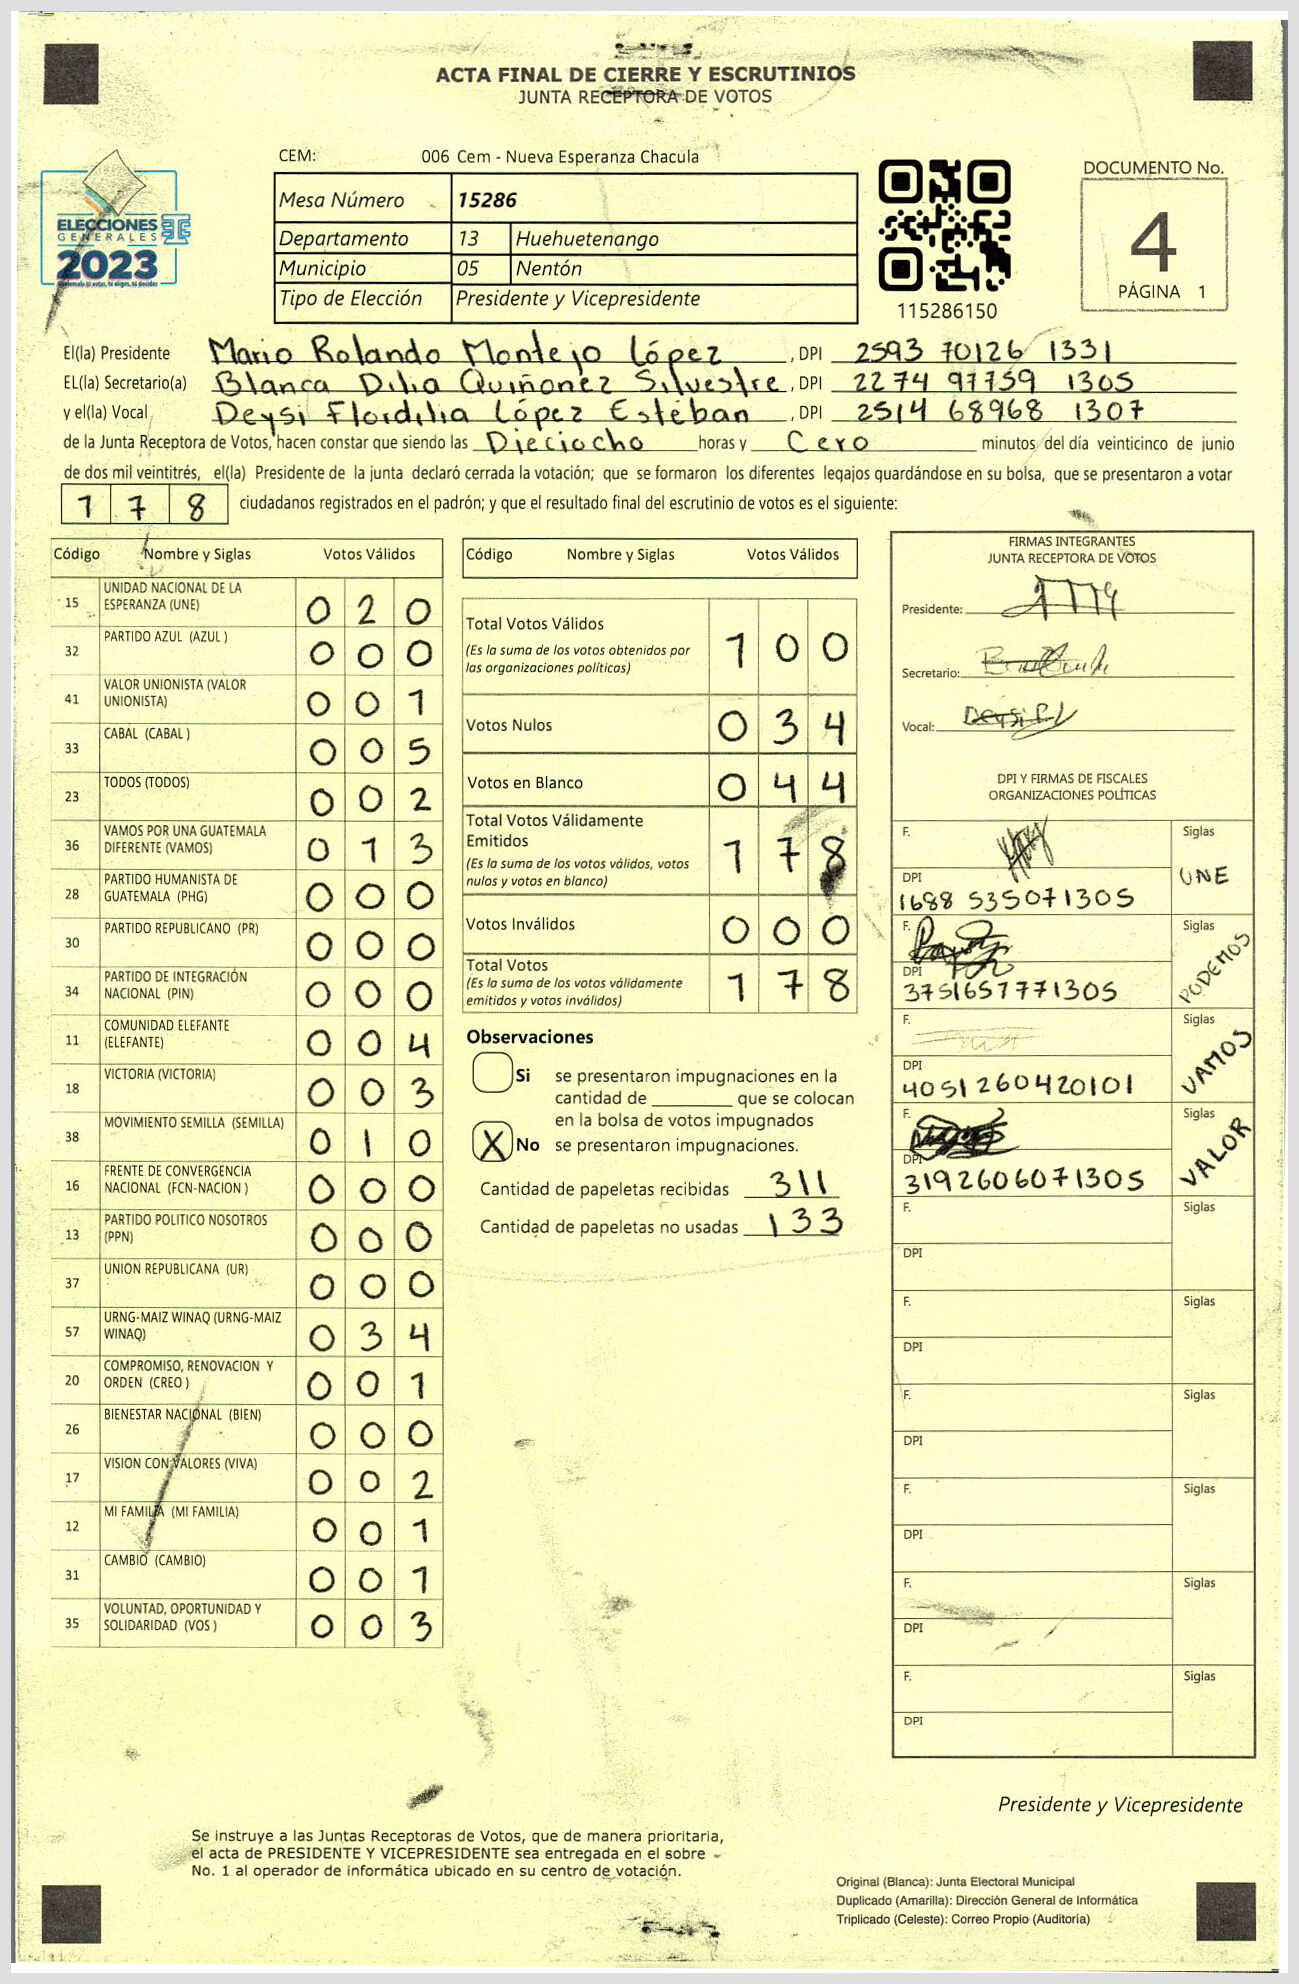 ACTA FINAL DE CIERRE Y ESCRUTINIOS
JUNTA RECEPTORA DE VOTOS
CEM: 006 Cem - Nueva Esperanza Chacula
ELECCIONES
GENERALES
2023
Mesa Número 15286
Departamento 13 Huehuetenango
Municipio 05 Nentón
Tipo de Elección Presidente y Vicepresidente
115286150
DOCUMENTO No.
4
PÁGINA 1
El(la) Presidente Mario Rolando Montejo López, DPI 2593 70126 1331
EL(la) Secretario(a) Blanca Dilia Quiñonez Silvestre, DPI 2274 97759 1305
y el(la) Vocal Deysi Flordilia López Estéban, DPI 2514 68968 1307
de la Junta Receptora de Votos, hacen constar que siendo las Dieciocho horas y Cero minutos del día veinticinco de junio
de dos mil veintitrés, el(la) Presidente de la junta declaró cerrada la votación; que se formaron los diferentes legajos guardándose en su bolsa, que se presentaron a votar
178 ciudadanos registrados en el padrón; y que el resultado final del escrutinio de votos es el siguiente:
Código Nombre y Siglas Votos Válidos
15 UNIDAD NACIONAL DE LA ESPERANZA (UNE) 0 2 0
32 PARTIDO AZUL (AZUL ) 0 0 0
41 VALOR UNIONISTA (VALOR UNIONISTA) 0 0 1
33 CABAL (CABAL ) 0 0 5
23 TODOS (TODOS) 0 0 2
36 VAMOS POR UNA GUATEMALA DIFERENTE (VAMOS) 0 1 3
28 PARTIDO HUMANISTA DE GUATEMALA (PHG) 0 0 0
30 PARTIDO REPUBLICANO (PR) 0 0 0
34 PARTIDO DE INTEGRACIÓN NACIONAL (PIN) 0 0 0
11 COMUNIDAD ELEFANTE (ELEFANTE) 0 0 4
18 VICTORIA (VICTORIA) 0 0 3
38 MOVIMIENTO SEMILLA (SEMILLA) 0 1 0
16 FRENTE DE CONVERGENCIA NACIONAL (FCN-NACION ) 0 0 0
13 PARTIDO POLITICO NOSOTROS (PPN) 0 0 0
37 UNION REPUBLICANA (UR) 0 0 0
57 URNG-MAIZ WINAQ (URNG-MAIZ WINAQ) 0 3 4
20 COMPROMISO, RENOVACION Y ORDEN (CREO ) 0 0 1
26 BIENESTAR NACIONAL (BIEN) 0 0 0
17 VISION CON VALORES (VIVA) 0 0 2
12 MI FAMILIA (MI FAMILIA) 0 0 1
31 CAMBIO (CAMBIO) 0 0 1
35 VOLUNTAD, OPORTUNIDAD Y SOLIDARIDAD (VOS ) 0 0 3
Código Nombre y Siglas Votos Válidos
Total Votos Válidos 1 0 0
(Es la suma de los votos obtenidos por
las organizaciones políticas)
Votos Nulos 0 3 4
Votos en Blanco 0 4 4
Total Votos Válidamente
Emitidos 1 7 8
(Es la suma de los votos válidos, votos
nulos y votos en blanco)
Votos Inválidos 0 0 0
Total Votos 1 7 8
(Es la suma de los votos válidamente
emitidos y votos inválidos)
Observaciones
Si se presentaron impugnaciones en la
cantidad de ________ que se colocan
en la bolsa de votos impugnados
X No se presentaron impugnaciones.
Cantidad de papeletas recibidas 311
Cantidad de papeletas no usadas 133
FIRMAS INTEGRANTES
JUNTA RECEPTORA DE VOTOS
Presidente:
Secretario:
Vocal:
DPI Y FIRMAS DE FISCALES
ORGANIZACIONES POLÍTICAS
F. Siglas
DPI UNE
1688 535071305
F. Siglas
DPI PODEMOS
3751657771305
F. Siglas
DPI VAMOS
4051260420101
F. Siglas
DPI VALOR
3192606071305
F. Siglas
DPI
F. Siglas
DPI
F. Siglas
DPI
F. Siglas
DPI
F. Siglas
DPI
F. Siglas
DPI
Presidente y Vicepresidente
Se instruye a las Juntas Receptoras de Votos, que de manera prioritaria,
el acta de PRESIDENTE Y VICEPRESIDENTE sea entregada en el sobre
No. 1 al operador de informática ubicado en su centro de votación.
Original (Blanca): Junta Electoral Municipal
Duplicado (Amarilla): Dirección General de Informática
Triplicado (Celeste): Correo Propio (Auditoría)